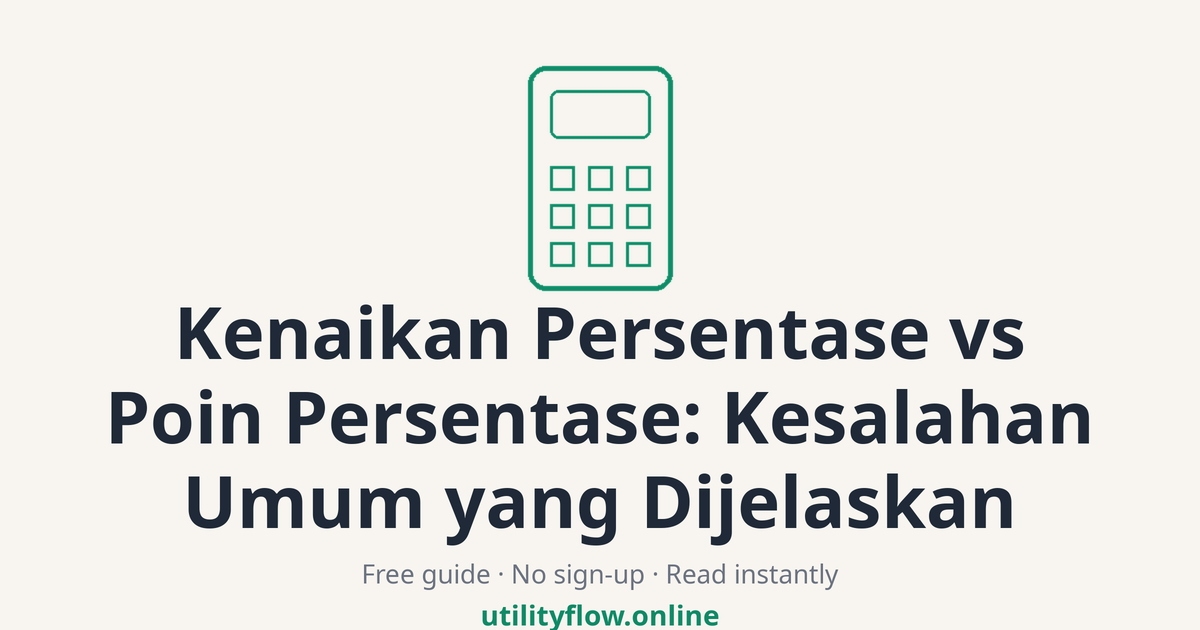 Kenaikan Persentase vs
Poin Persentase: Kesalahan
Umum yang Dijelaskan
Free guide · No sign-up · Read instantly
utilityflow.online